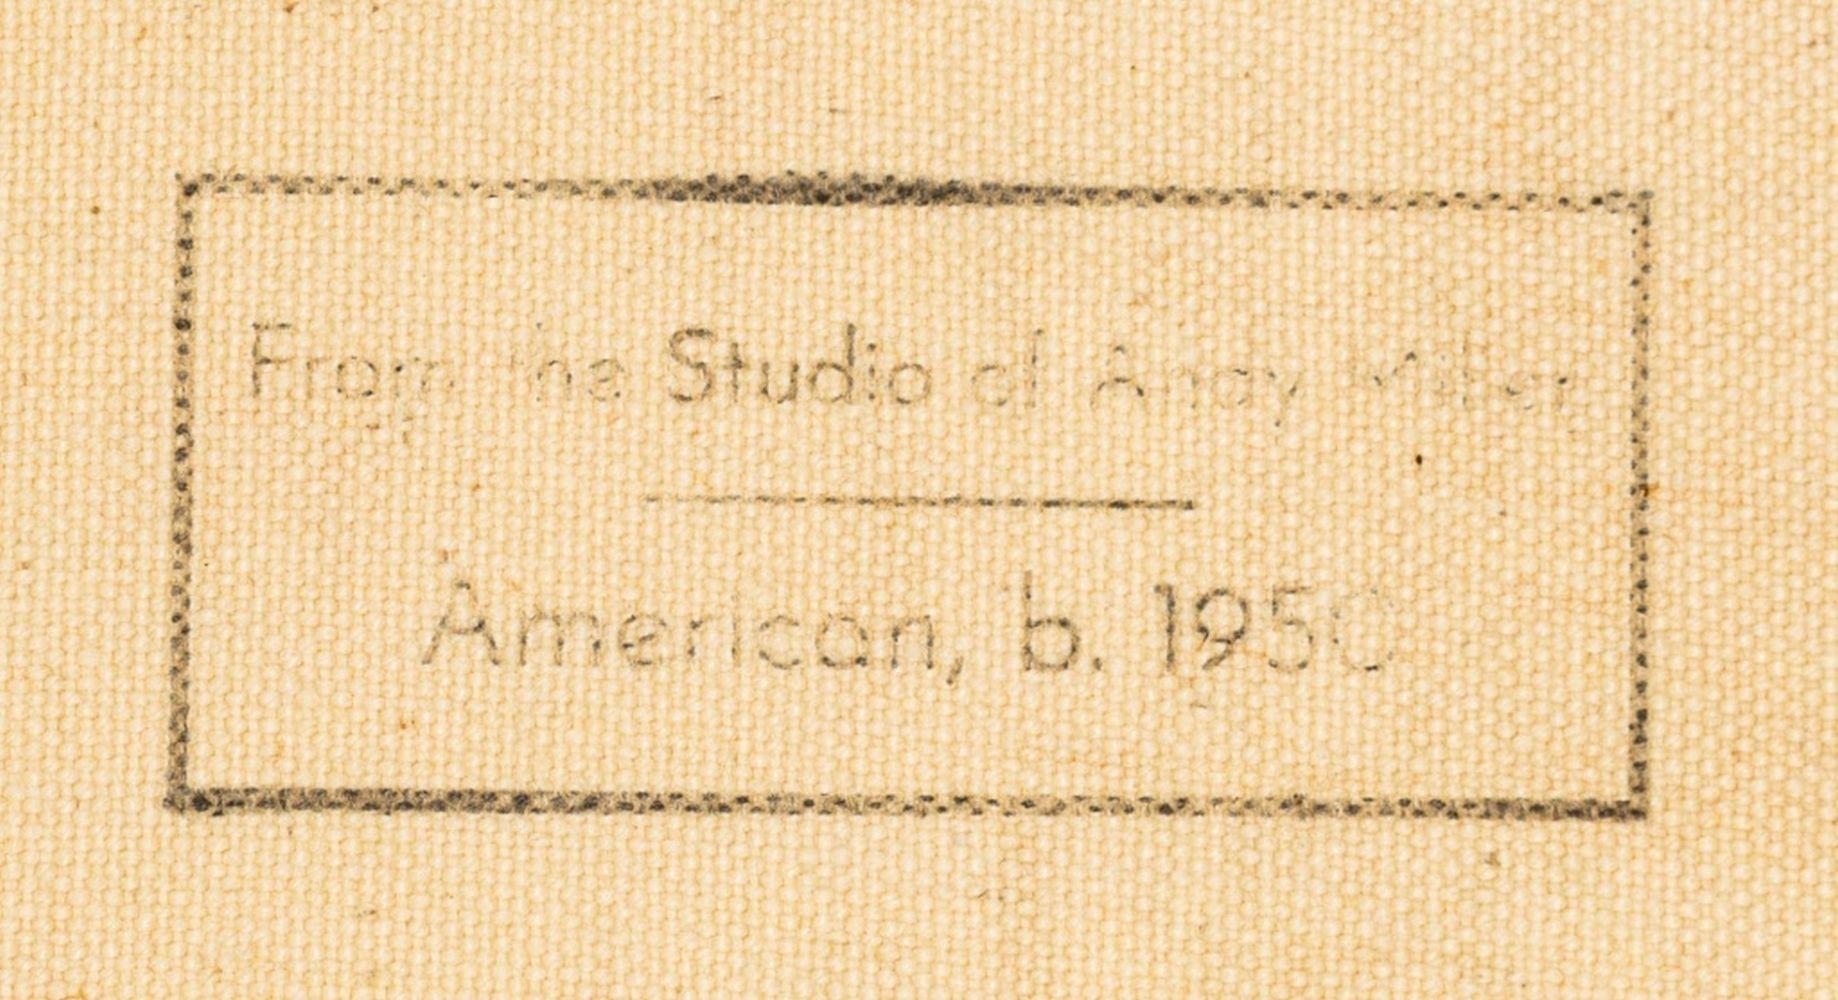 From the Studio of Andy Miller
American, b. 1950